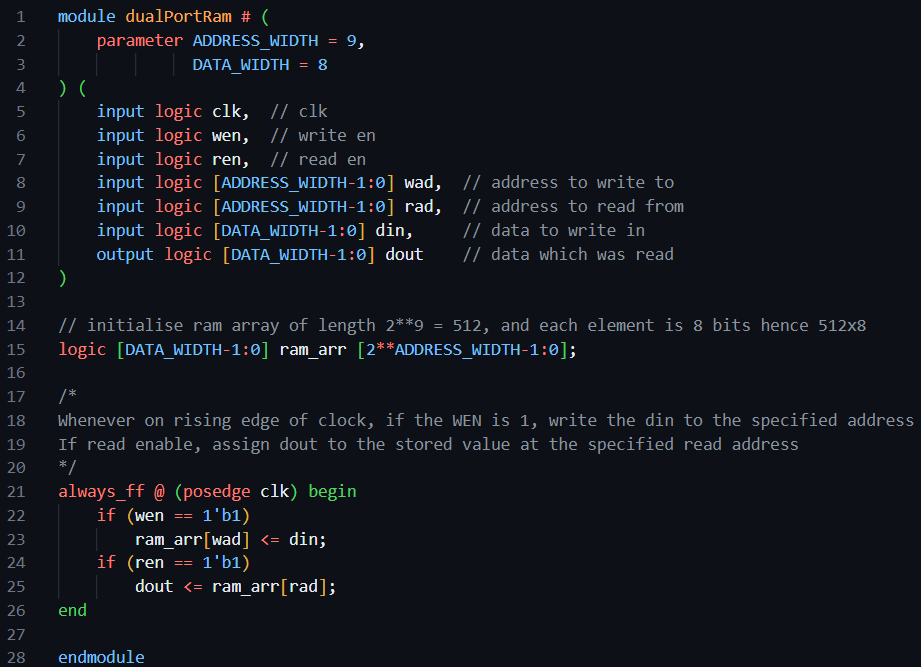 1 module dualPortRam # (
2     parameter ADDRESS_WIDTH = 9,
3               DATA_WIDTH = 8
4 ) (
5     input logic clk,  // clk
6     input logic wen,  // write en
7     input logic ren,  // read en
8     input logic [ADDRESS_WIDTH-1:0] wad,  // address to write to
9     input logic [ADDRESS_WIDTH-1:0] rad,  // address to read from
10     input logic [DATA_WIDTH-1:0] din,     // data to write in
11     output logic [DATA_WIDTH-1:0] dout    // data which was read
12 )
13
14 // initialise ram array of length 2**9 = 512, and each element is 8 bits hence 512x8
15 logic [DATA_WIDTH-1:0] ram_arr [2**ADDRESS_WIDTH-1:0];
16
17 /*
18 Whenever on rising edge of clock, if the WEN is 1, write the din to the specified address
19 If read enable, assign dout to the stored value at the specified read address
20 */
21 always_ff @ (posedge clk) begin
22     if (wen == 1'b1)
23         ram_arr[wad] <= din;
24     if (ren == 1'b1)
25         dout <= ram_arr[rad];
26 end
27
28 endmodule